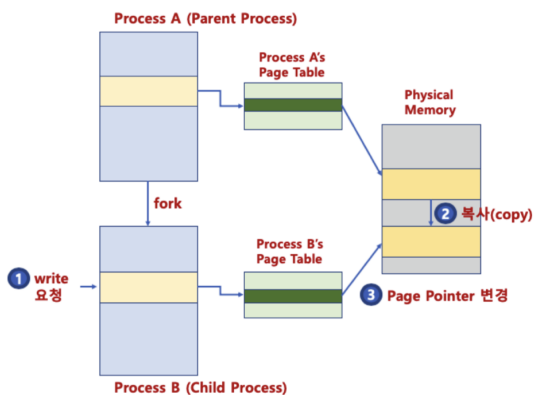 Process A (Parent Process)
Process A's
Page Table
Physical
Memory
fork
2 복사(copy)
Process B's
Page Table
1 write
요청
3 Page Pointer 변경
Process B (Child Process)